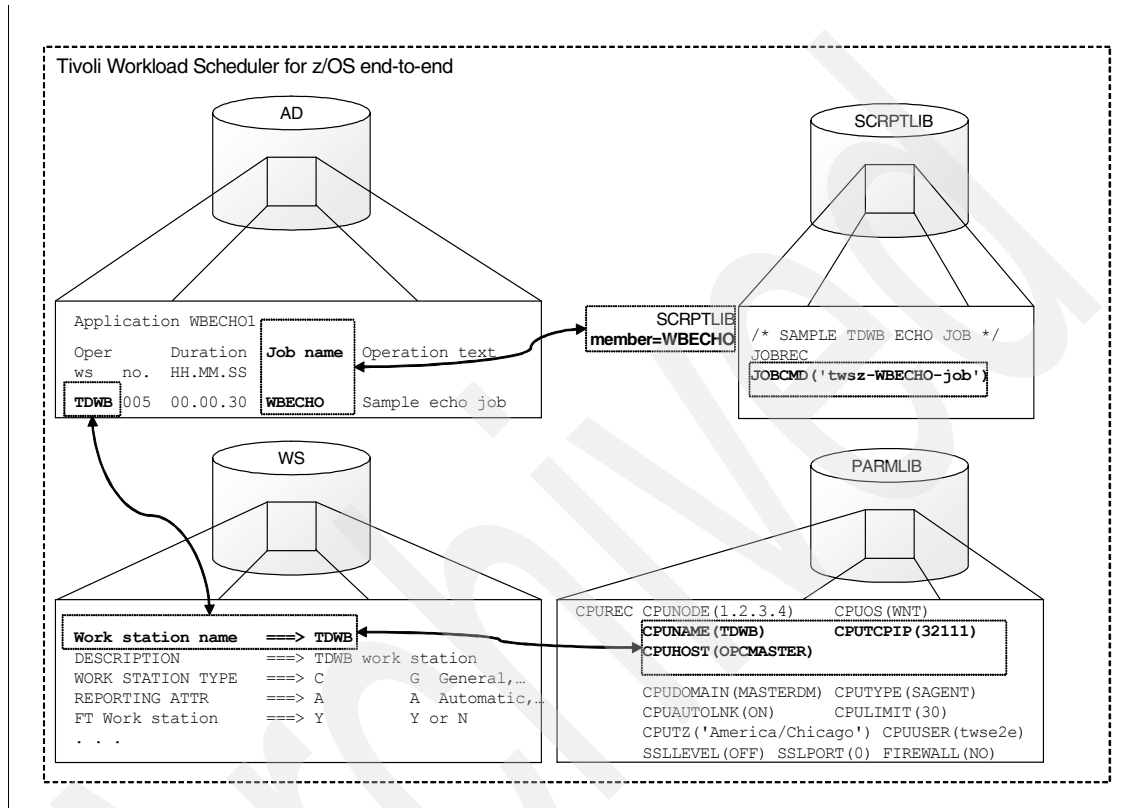 Tivoli Workload Scheduler for z/OS end-to-end
AD
SCRPTLIB
Application WBECHO1
Oper Duration Job name Operation text
ws no. HH.MM.SS
TDWB 005 00.00.30 WBECHO Sample echo job
SCRPTLIB
member=WBECHO
/* SAMPLE TDWB ECHO JOB */
JOBREC
JOBCMD('twsz-WBECHO-job')
WS
PARMLIB
Work station name ===> TDWB
DESCRIPTION ===> TDWB work station
WORK STATION TYPE ===> C G General,…
REPORTING ATTR ===> A A Automatic,…
FT Work station ===> Y Y or N
. . .
CPUREC CPUNODE(1.2.3.4) CPUOS(WNT)
CPUNAME(TDWB) CPUTCPIP(32111)
CPUHOST(OPCMASTER)
CPUDOMAIN(MASTERDM) CPUTYPE(SAGENT)
CPUAUTOLNK(ON) CPULIMIT(30)
CPUTZ('America/Chicago') CPUUSER(twse2e)
SSLLEVEL(OFF) SSLPORT(0) FIREWALL(NO)
Archived